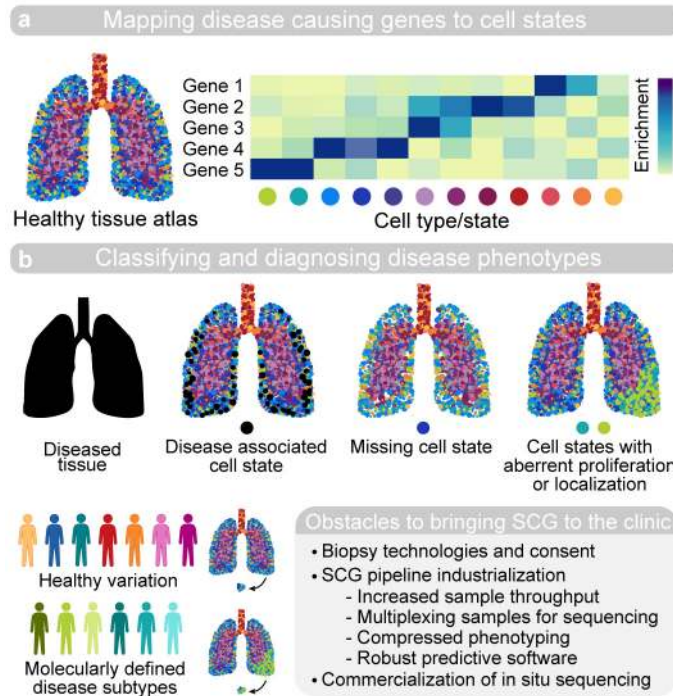 a Mapping disease causing genes to cell states
Gene 1
Gene 2
Gene 3
Gene 4
Gene 5
Enrichment
Healthy tissue atlas
Cell type/state
b Classifying and diagnosing disease phenotypes
Diseased
tissue
Disease associated
cell state
Missing cell state
Cell states with
aberrent proliferation
or localization
Healthy variation
Molecularly defined
disease subtypes
Obstacles to bringing SCG to the clinic
• Biopsy technologies and consent
• SCG pipeline industrialization
- Increased sample throughput
- Multiplexing samples for sequencing
- Compressed phenotyping
- Robust predictive software
• Commercialization of in situ sequencing